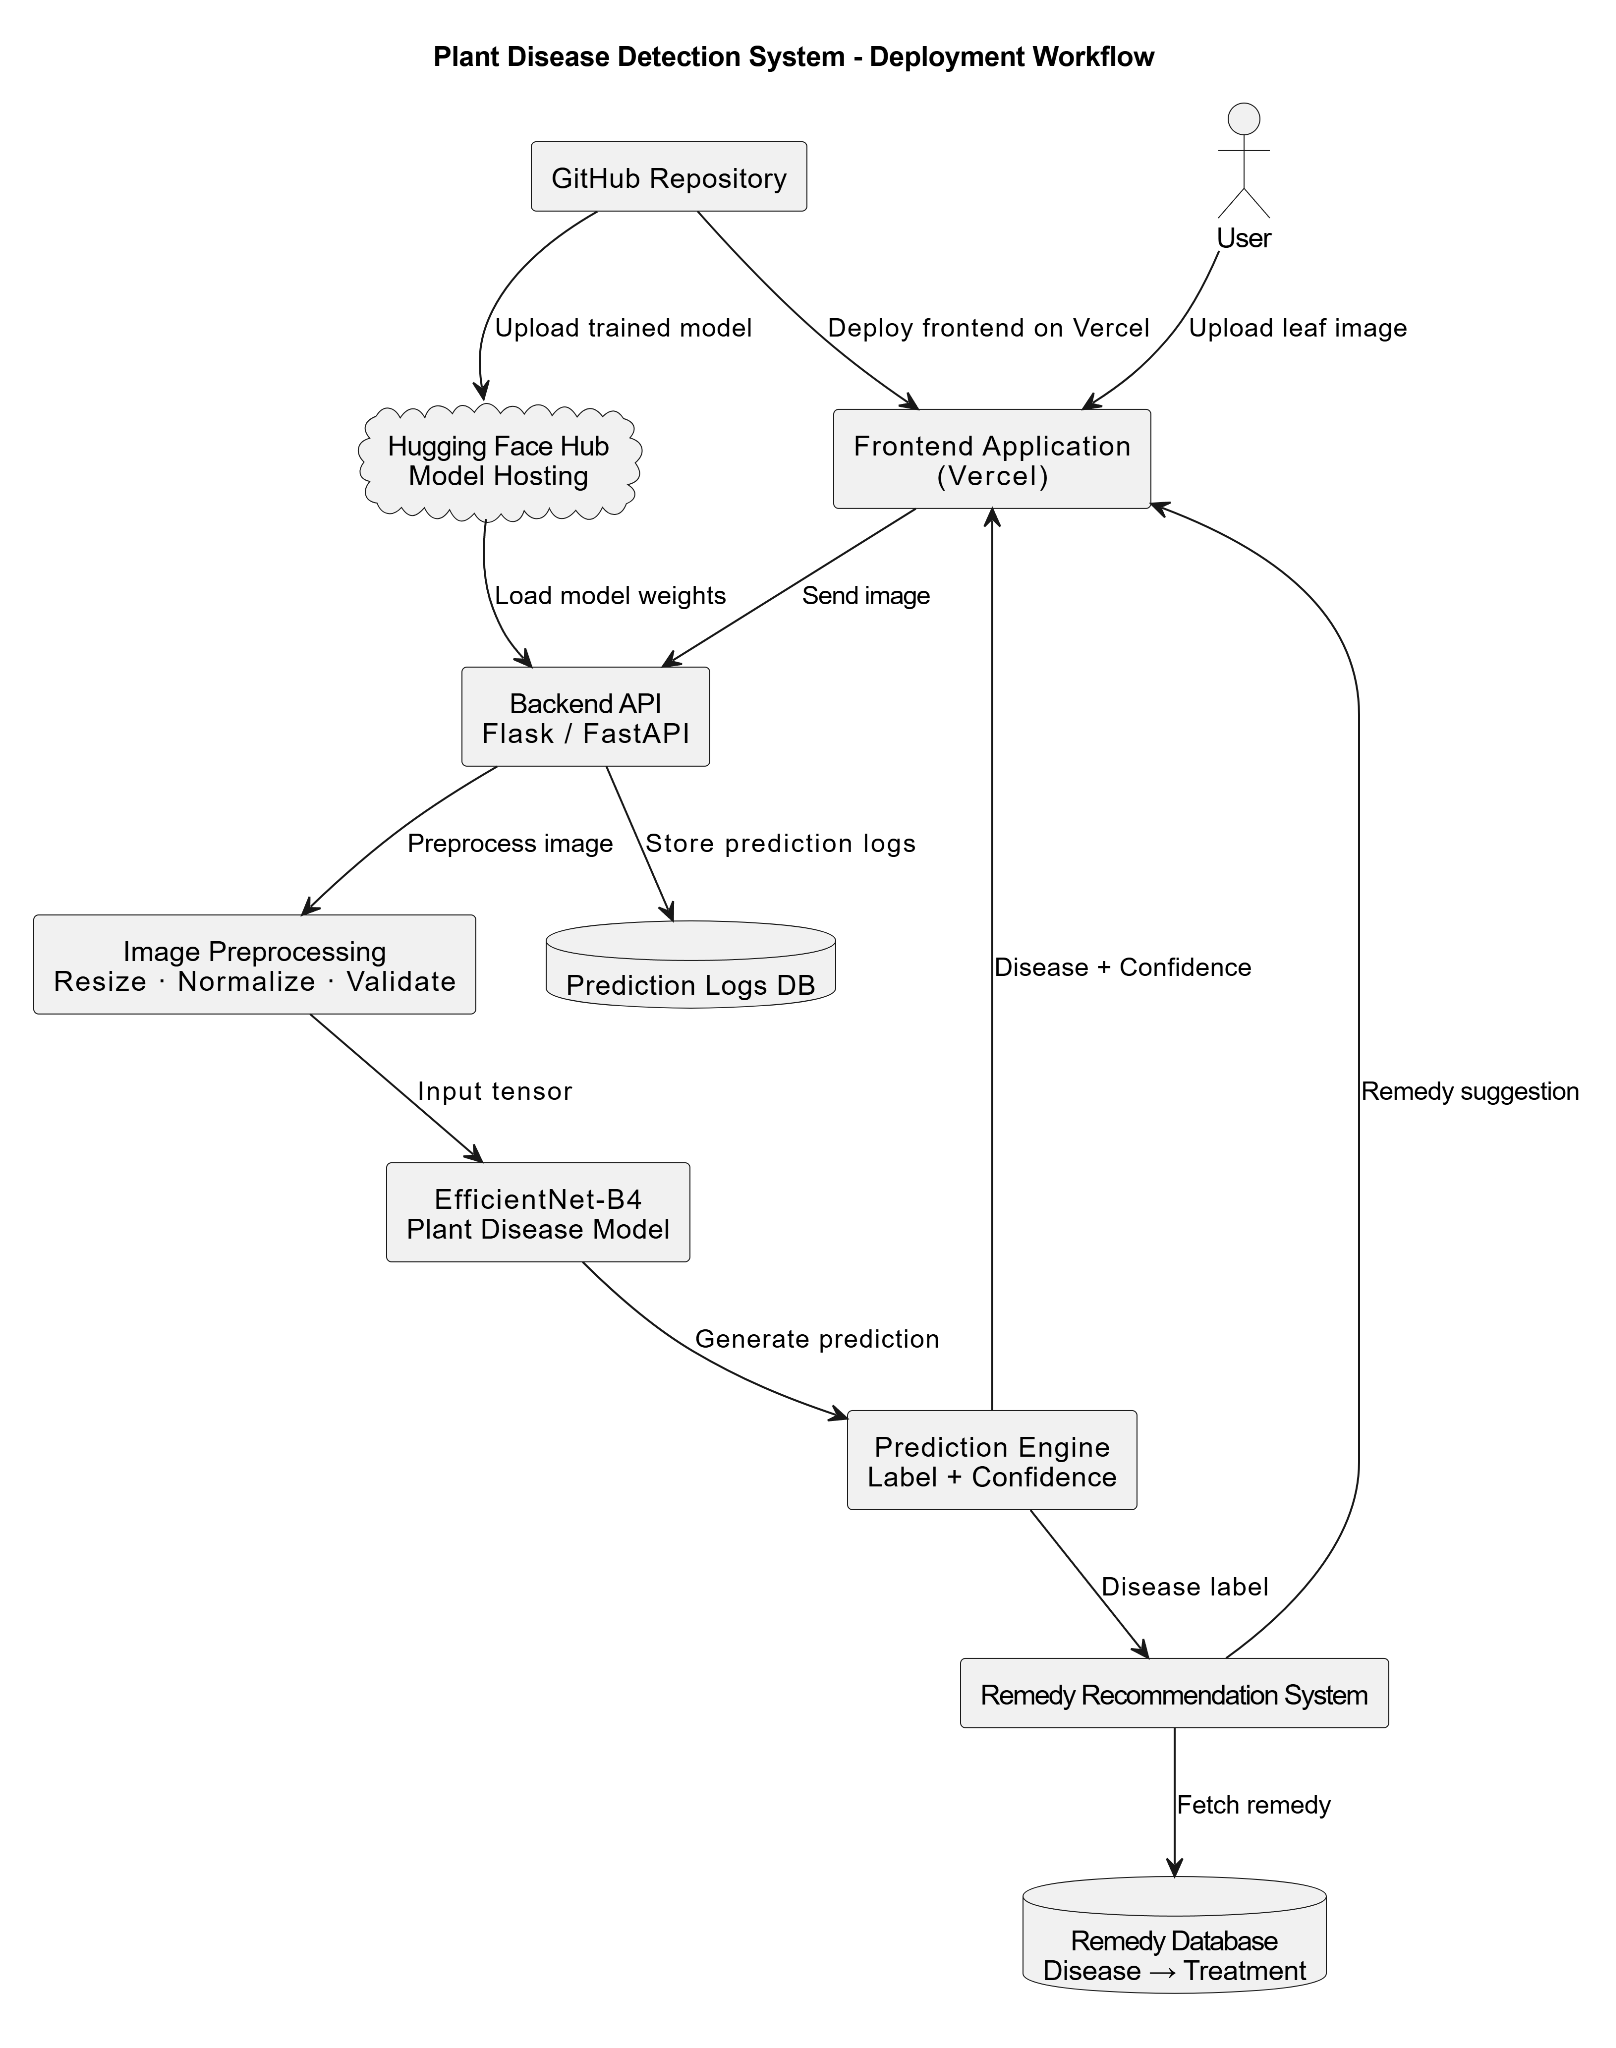 Plant Disease Detection System - Deployment Workflow
GitHub Repository
User
Upload trained model
Deploy frontend on Vercel
Upload leaf image
Hugging Face Hub
Model Hosting
Frontend Application
(Vercel)
Load model weights
Send image
Backend API
Flask / FastAPI
Preprocess image
Store prediction logs
Image Preprocessing
Resize · Normalize · Validate
Prediction Logs DB
Disease + Confidence
Input tensor
Remedy suggestion
EfficientNet-B4
Plant Disease Model
Generate prediction
Prediction Engine
Label + Confidence
Disease label
Remedy Recommendation System
Fetch remedy
Remedy Database
Disease → Treatment